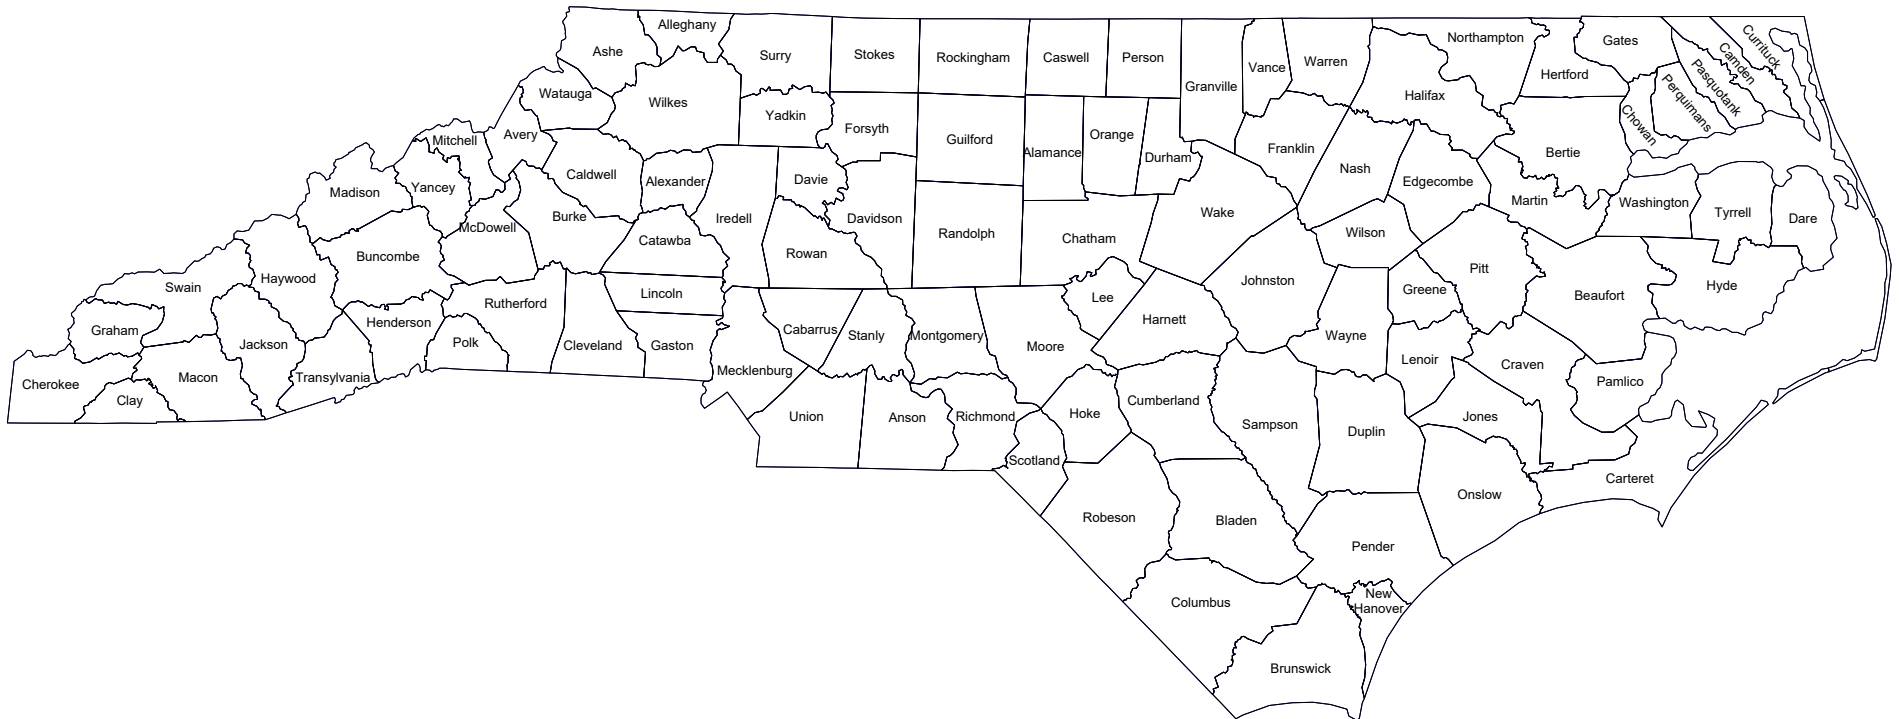 Alleghany
Ashe
Surry
Stokes
Rockingham
Caswell
Person
Granville
Vance
Warren
Northampton
Gates
Hertford
Currituck
Camden
Pasquotank
Perquimans
Chowan
Halifax
Watauga
Wilkes
Yadkin
Forsyth
Guilford
Alamance
Orange
Durham
Franklin
Nash
Edgecombe
Bertie
Martin
Washington
Tyrrell
Dare
Mitchell
Avery
Caldwell
Alexander
Iredell
Davie
Davidson
Randolph
Chatham
Wake
Wilson
Madison
Yancey
McDowell
Burke
Catawba
Rowan
Buncombe
Haywood
Swain
Graham
Rutherford
Lincoln
Lee
Johnston
Greene
Pitt
Beaufort
Hyde
Henderson
Polk
Cleveland
Gaston
Cabarrus
Stanly
Montgomery
Moore
Harnett
Wayne
Lenoir
Craven
Pamlico
Jackson
Macon
Transylvania
Cherokee
Clay
Mecklenburg
Union
Anson
Richmond
Hoke
Cumberland
Sampson
Duplin
Jones
Scotland
Carteret
Onslow
Robeson
Bladen
Pender
Columbus
New
Hanover
Brunswick